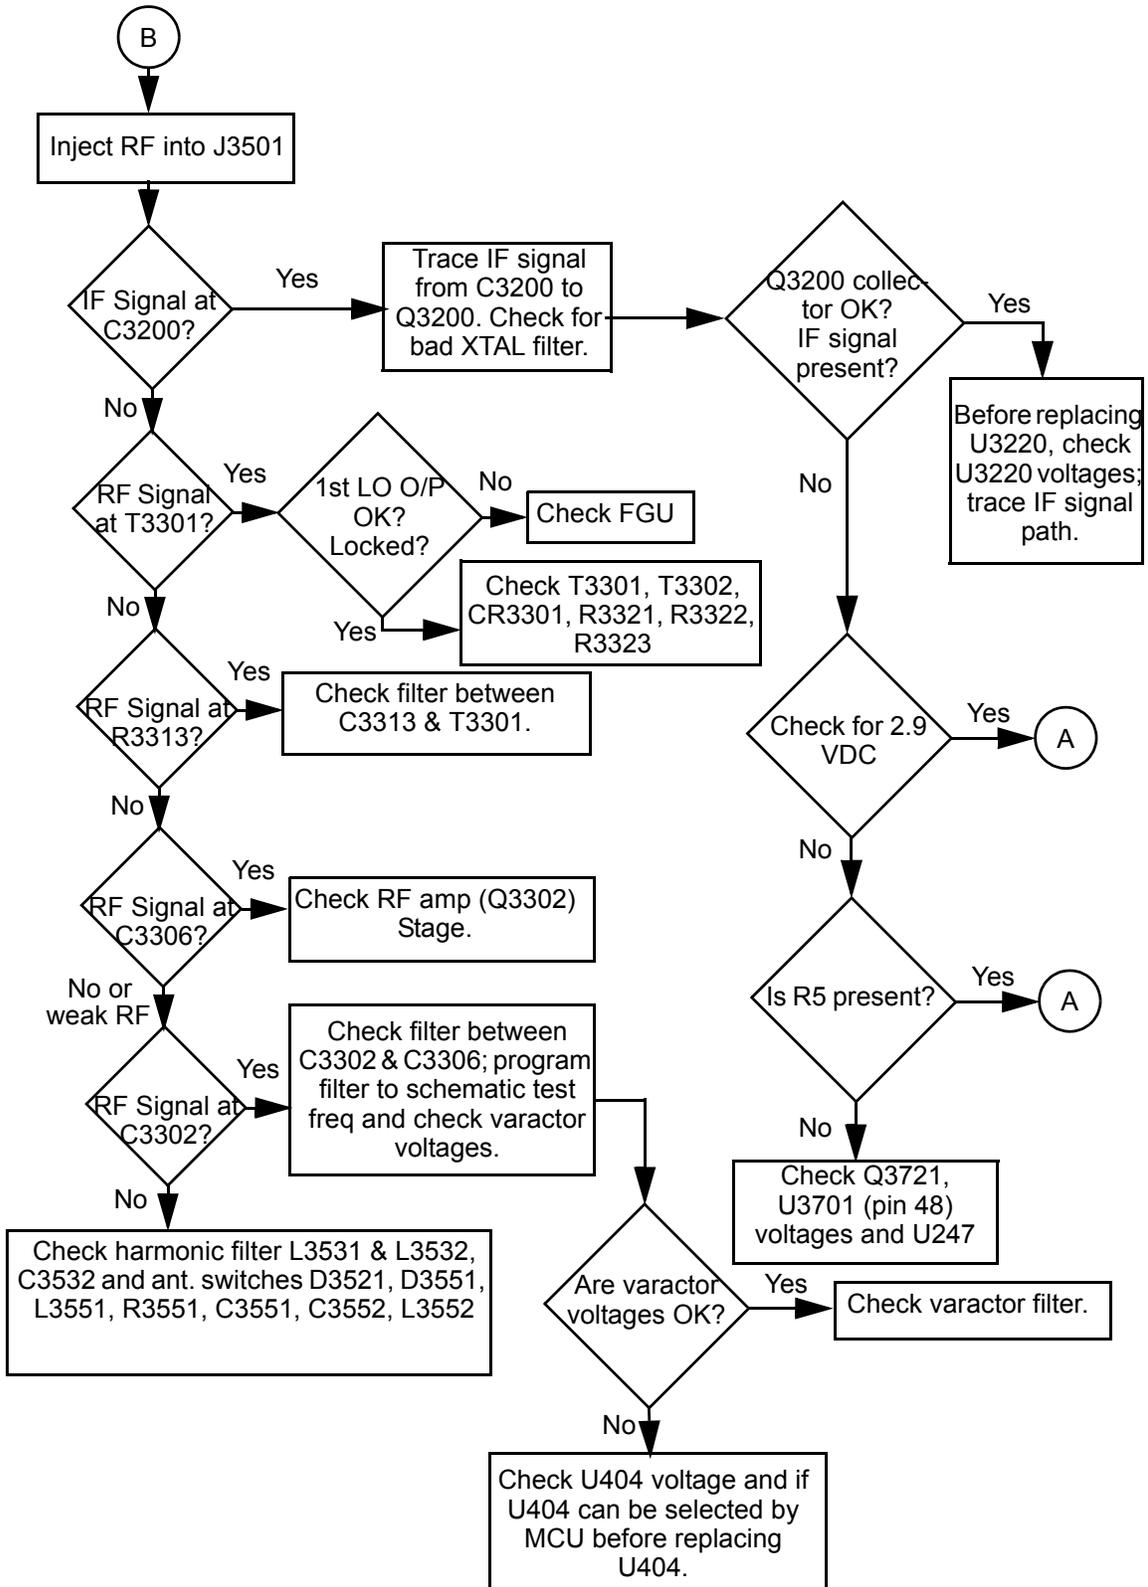 B
Inject RF into J3501
IF Signal at
C3200?
Yes
Trace IF signal
from C3200 to
Q3200. Check for
bad XTAL filter.
Q3200 collec-
tor OK?
IF signal
present?
Yes
Before replacing
U3220, check
U3220 voltages;
trace IF signal
path.
No
No
RF Signal
at T3301?
Yes
1st LO O/P
OK?
Locked?
No
Check FGU
Yes
Check T3301, T3302,
CR3301, R3321, R3322,
R3323
No
RF Signal at
R3313?
Yes
Check filter between
C3313 & T3301.
Check for 2.9
VDC
Yes
A
No
No
RF Signal at
C3306?
Yes
Check RF amp (Q3302)
Stage.
Is R5 present?
Yes
A
No
No or
weak RF
RF Signal at
C3302?
Yes
Check filter between
C3302 & C3306; program
filter to schematic test
freq and check varactor
voltages.
Check Q3721,
U3701 (pin 48)
voltages and U247
No
Check harmonic filter L3531 & L3532,
C3532 and ant. switches D3521, D3551,
L3551, R3551, C3551, C3552, L3552
Are varactor
voltages OK?
Yes
Check varactor filter.
No
Check U404 voltage and if
U404 can be selected by
MCU before replacing
U404.